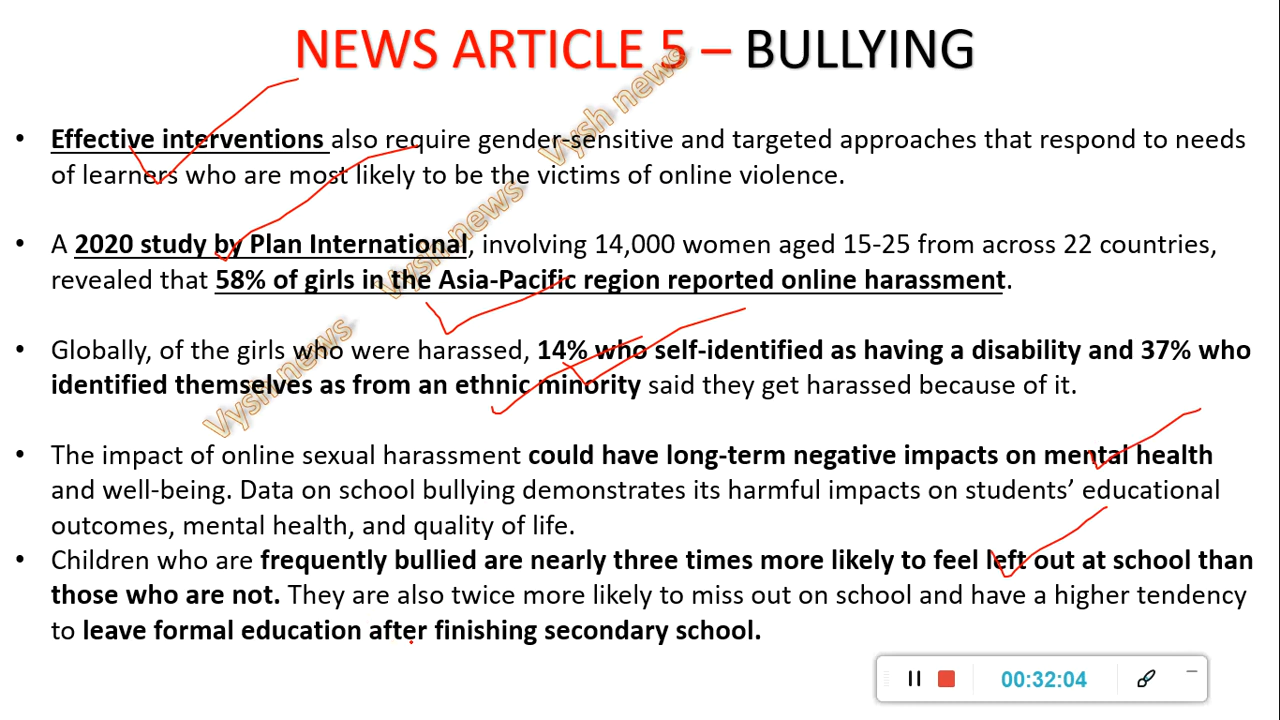 NEWS ARTICLE 5 – BULLYING
• Effective interventions also require gender-sensitive and targeted approaches that respond to needs
of learners who are most likely to be the victims of online violence.
• A 2020 study by Plan International, involving 14,000 women aged 15-25 from across 22 countries,
revealed that 58% of girls in the Asia-Pacific region reported online harassment.
• Globally, of the girls who were harassed, 14% who self-identified as having a disability and 37% who
identified themselves as from an ethnic minority said they get harassed because of it.
• The impact of online sexual harassment could have long-term negative impacts on mental health
and well-being. Data on school bullying demonstrates its harmful impacts on students’ educational
outcomes, mental health, and quality of life.
• Children who are frequently bullied are nearly three times more likely to feel left out at school than
those who are not. They are also twice more likely to miss out on school and have a higher tendency
to leave formal education after finishing secondary school.
Vysh news
Vysh news
Vysh news
00:32:04